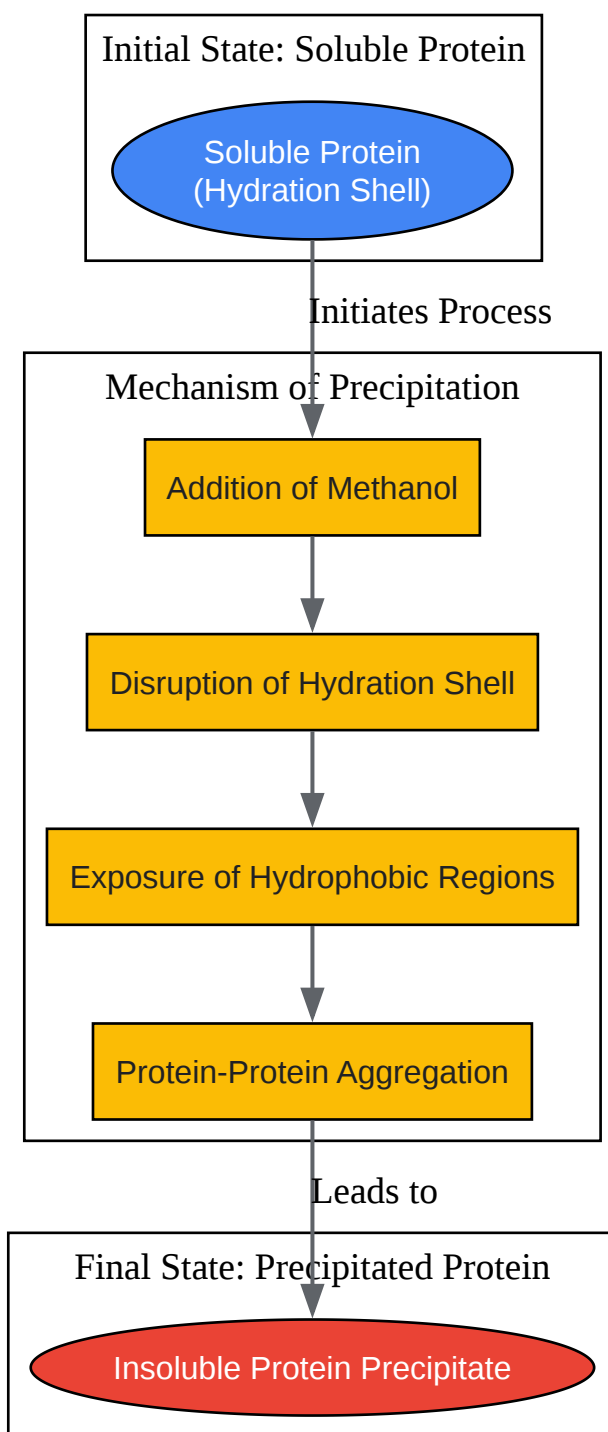 Initial State: Soluble Protein
Soluble Protein
(Hydration Shell)
Initiates Process
Mechanism of Precipitation
Addition of Methanol
Disruption of Hydration Shell
Exposure of Hydrophobic Regions
Protein-Protein Aggregation
Leads to
Final State: Precipitated Protein
Insoluble Protein Precipitate